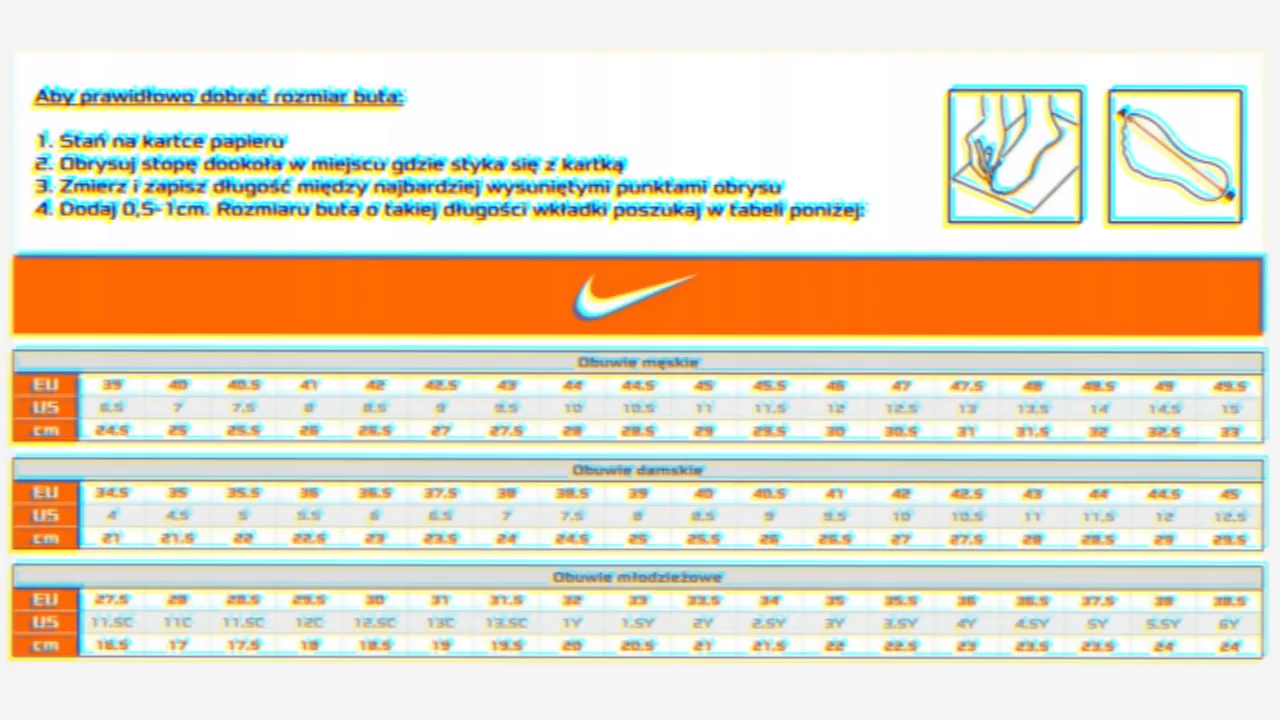 Aby prawidłowo dobrać rozmiar buta:
1. Stań na kartce papieru
2. Obrysuj stopę dookoła w miejscu gdzie styka się z kartką
3. Zmierz i zapisz długość między najbardziej wysuniętymi punktami obrysu
4. Dodaj 0,5-1cm. Rozmiaru buta o takiej długości wkładki poszukaj w tabeli poniżej:
Obuwie męskie
EU 39 40 40,5 41 42 42,5 43 44 44,5 45 45,5 46 47 47,5 48 48,5 49 49,5
US 6,5 7 7,5 8 8,5 9 9,5 10 10,5 11 11,5 12 12,5 13 13,5 14 14,5 15
cm 24,5 25 25,5 26 26,5 27 27,5 28 28,5 29 29,5 30 30,5 31 31,5 32 32,5 33
Obuwie damskie
EU 34,5 35 35,5 36 36,5 37,5 38 38,5 39 40 40,5 41 42 42,5 43 44 44,5 45
US 4 4,5 5 5,5 6 6,5 7 7,5 8 8,5 9 9,5 10 10,5 11 11,5 12 12,5
cm 21 21,5 22 22,5 23 23,5 24 24,5 25 25,5 26 26,5 27 27,5 28 28,5 29 29,5
Obuwie młodzieżowe
EU 27,5 28 28,5 29,5 30 31 31,5 32 33 33,5 34 35 35,5 36 36,5 37,5 38 38,5
US 11.5C 11C 11.5C 12C 12.5C 13C 13.5C 1Y 1.5Y 2Y 2.5Y 3Y 3.5Y 4Y 4.5Y 5Y 5.5Y 6Y
cm 16,5 17 17,5 18 18,5 19 19,5 20 20,5 21 21,5 22 22,5 23 23,5 23,5 24 24